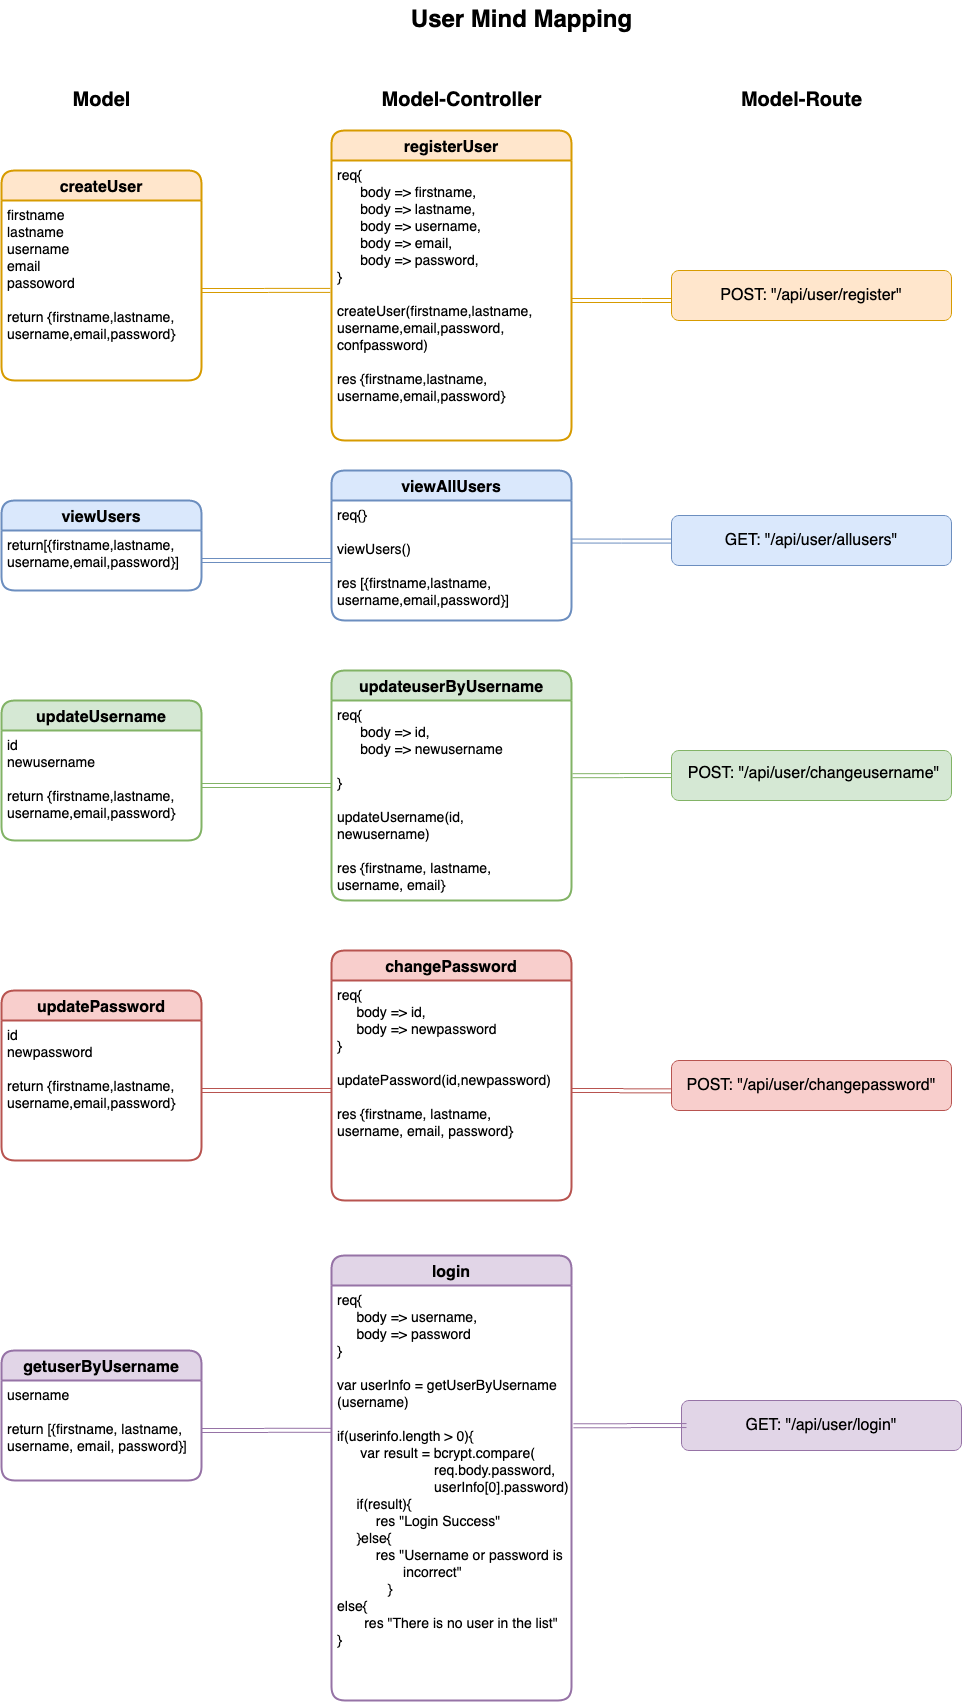 User Mind Mapping
Model
Model-Controller
Model-Route
createUser
firstname
lastname
username
email
passoword
return {firstname,lastname,
username,email,password}
registerUser
req{
body => firstname,
body => lastname,
body => username,
body => email,
body => password,
}
createUser(firstname,lastname,
username,email,password,
confpassword)
res {firstname,lastname,
username,email,password}
POST: "/api/user/register"
viewUsers
return[{firstname,lastname,
username,email,password}]
viewAllUsers
req{}
viewUsers()
res [{firstname,lastname,
username,email,password}]
GET: "/api/user/allusers"
updateUsername
id
newusername
return {firstname,lastname,
username,email,password}
updateuserByUsername
req{
body => id,
body => newusername
}
updateUsername(id,
newusername)
res {firstname, lastname,
username, email}
POST: "/api/user/changeusername"
updatePassword
id
newpassword
return {firstname,lastname,
username,email,password}
changePassword
req{
body => id,
body => newpassword
}
updatePassword(id,newpassword)
res {firstname, lastname,
username, email, password}
POST: "/api/user/changepassword"
getuserByUsername
username
return [{firstname, lastname,
username, email, password}]
login
req{
body => username,
body => password
}
var userInfo = getUserByUsername
(username)
if(userinfo.length > 0){
var result = bcrypt.compare(
req.body.password,
userInfo[0].password)
if(result){
res "Login Success"
}else{
res "Username or password is
incorrect"
}
else{
res "There is no user in the list"
}
GET: "/api/user/login"